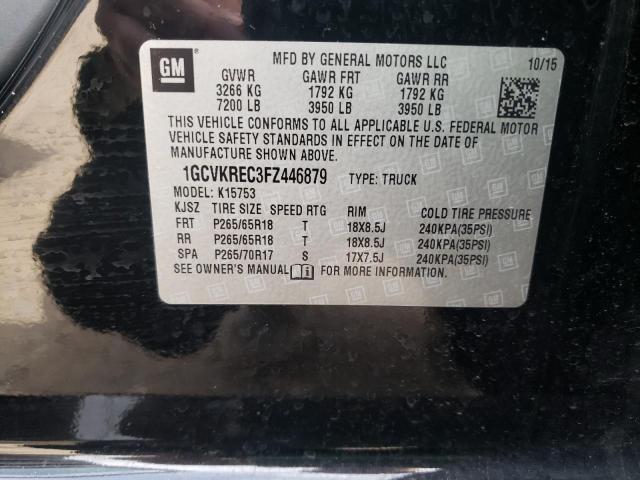 GM
MFD BY GENERAL MOTORS LLC 10/15
GVWR GAWR FRT GAWR RR
3266 KG 1792 KG 1792 KG
7200 LB 3950 LB 3950 LB
THIS VEHICLE CONFORMS TO ALL APPLICABLE U.S. FEDERAL MOTOR
VEHICLE SAFETY STANDARDS IN EFFECT ON THE DATE OF
MANUFACTURE SHOWN ABOVE.
1GCVKREC3FZ446879 TYPE: TRUCK
MODEL: K15753
KJSZ TIRE SIZE SPEED RTG RIM COLD TIRE PRESSURE
FRT P265/65R18 T 18X8.5J 240KPA(35PSI)
RR P265/65R18 T 18X8.5J 240KPA(35PSI)
SPA P265/70R17 S 17X7.5J 240KPA(35PSI)
SEE OWNER'S MANUAL FOR MORE INFORMATION.